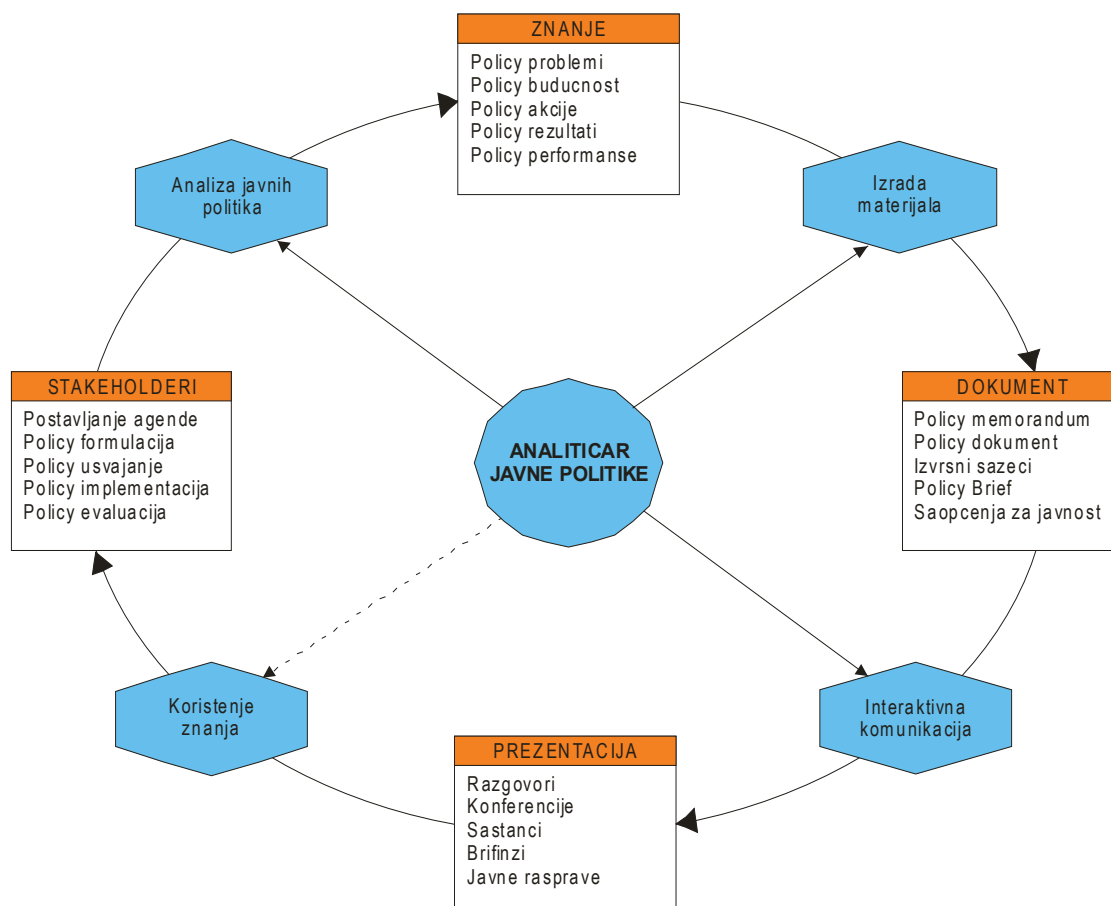 ZNANJE
Policy problemi
Policy buducnost
Policy akcije
Policy rezultati
Policy performanse
Analiza javnih
politika
Izrada
materijala
STAKEHOLDERI
Postavljanje agende
Policy formulacija
Policy usvajanje
Policy implementacija
Policy evaluacija
ANALITICAR
JAVNE POLITIKE
DOKUMENT
Policy memorandum
Policy dokument
Izvrsni sazeci
Policy Brief
Saopcenja za javnost
Koristenje
znanja
Interaktivna
komunikacija
PREZENTACIJA
Razgovori
Konferencije
Sastanci
Brifinzi
Javne rasprave